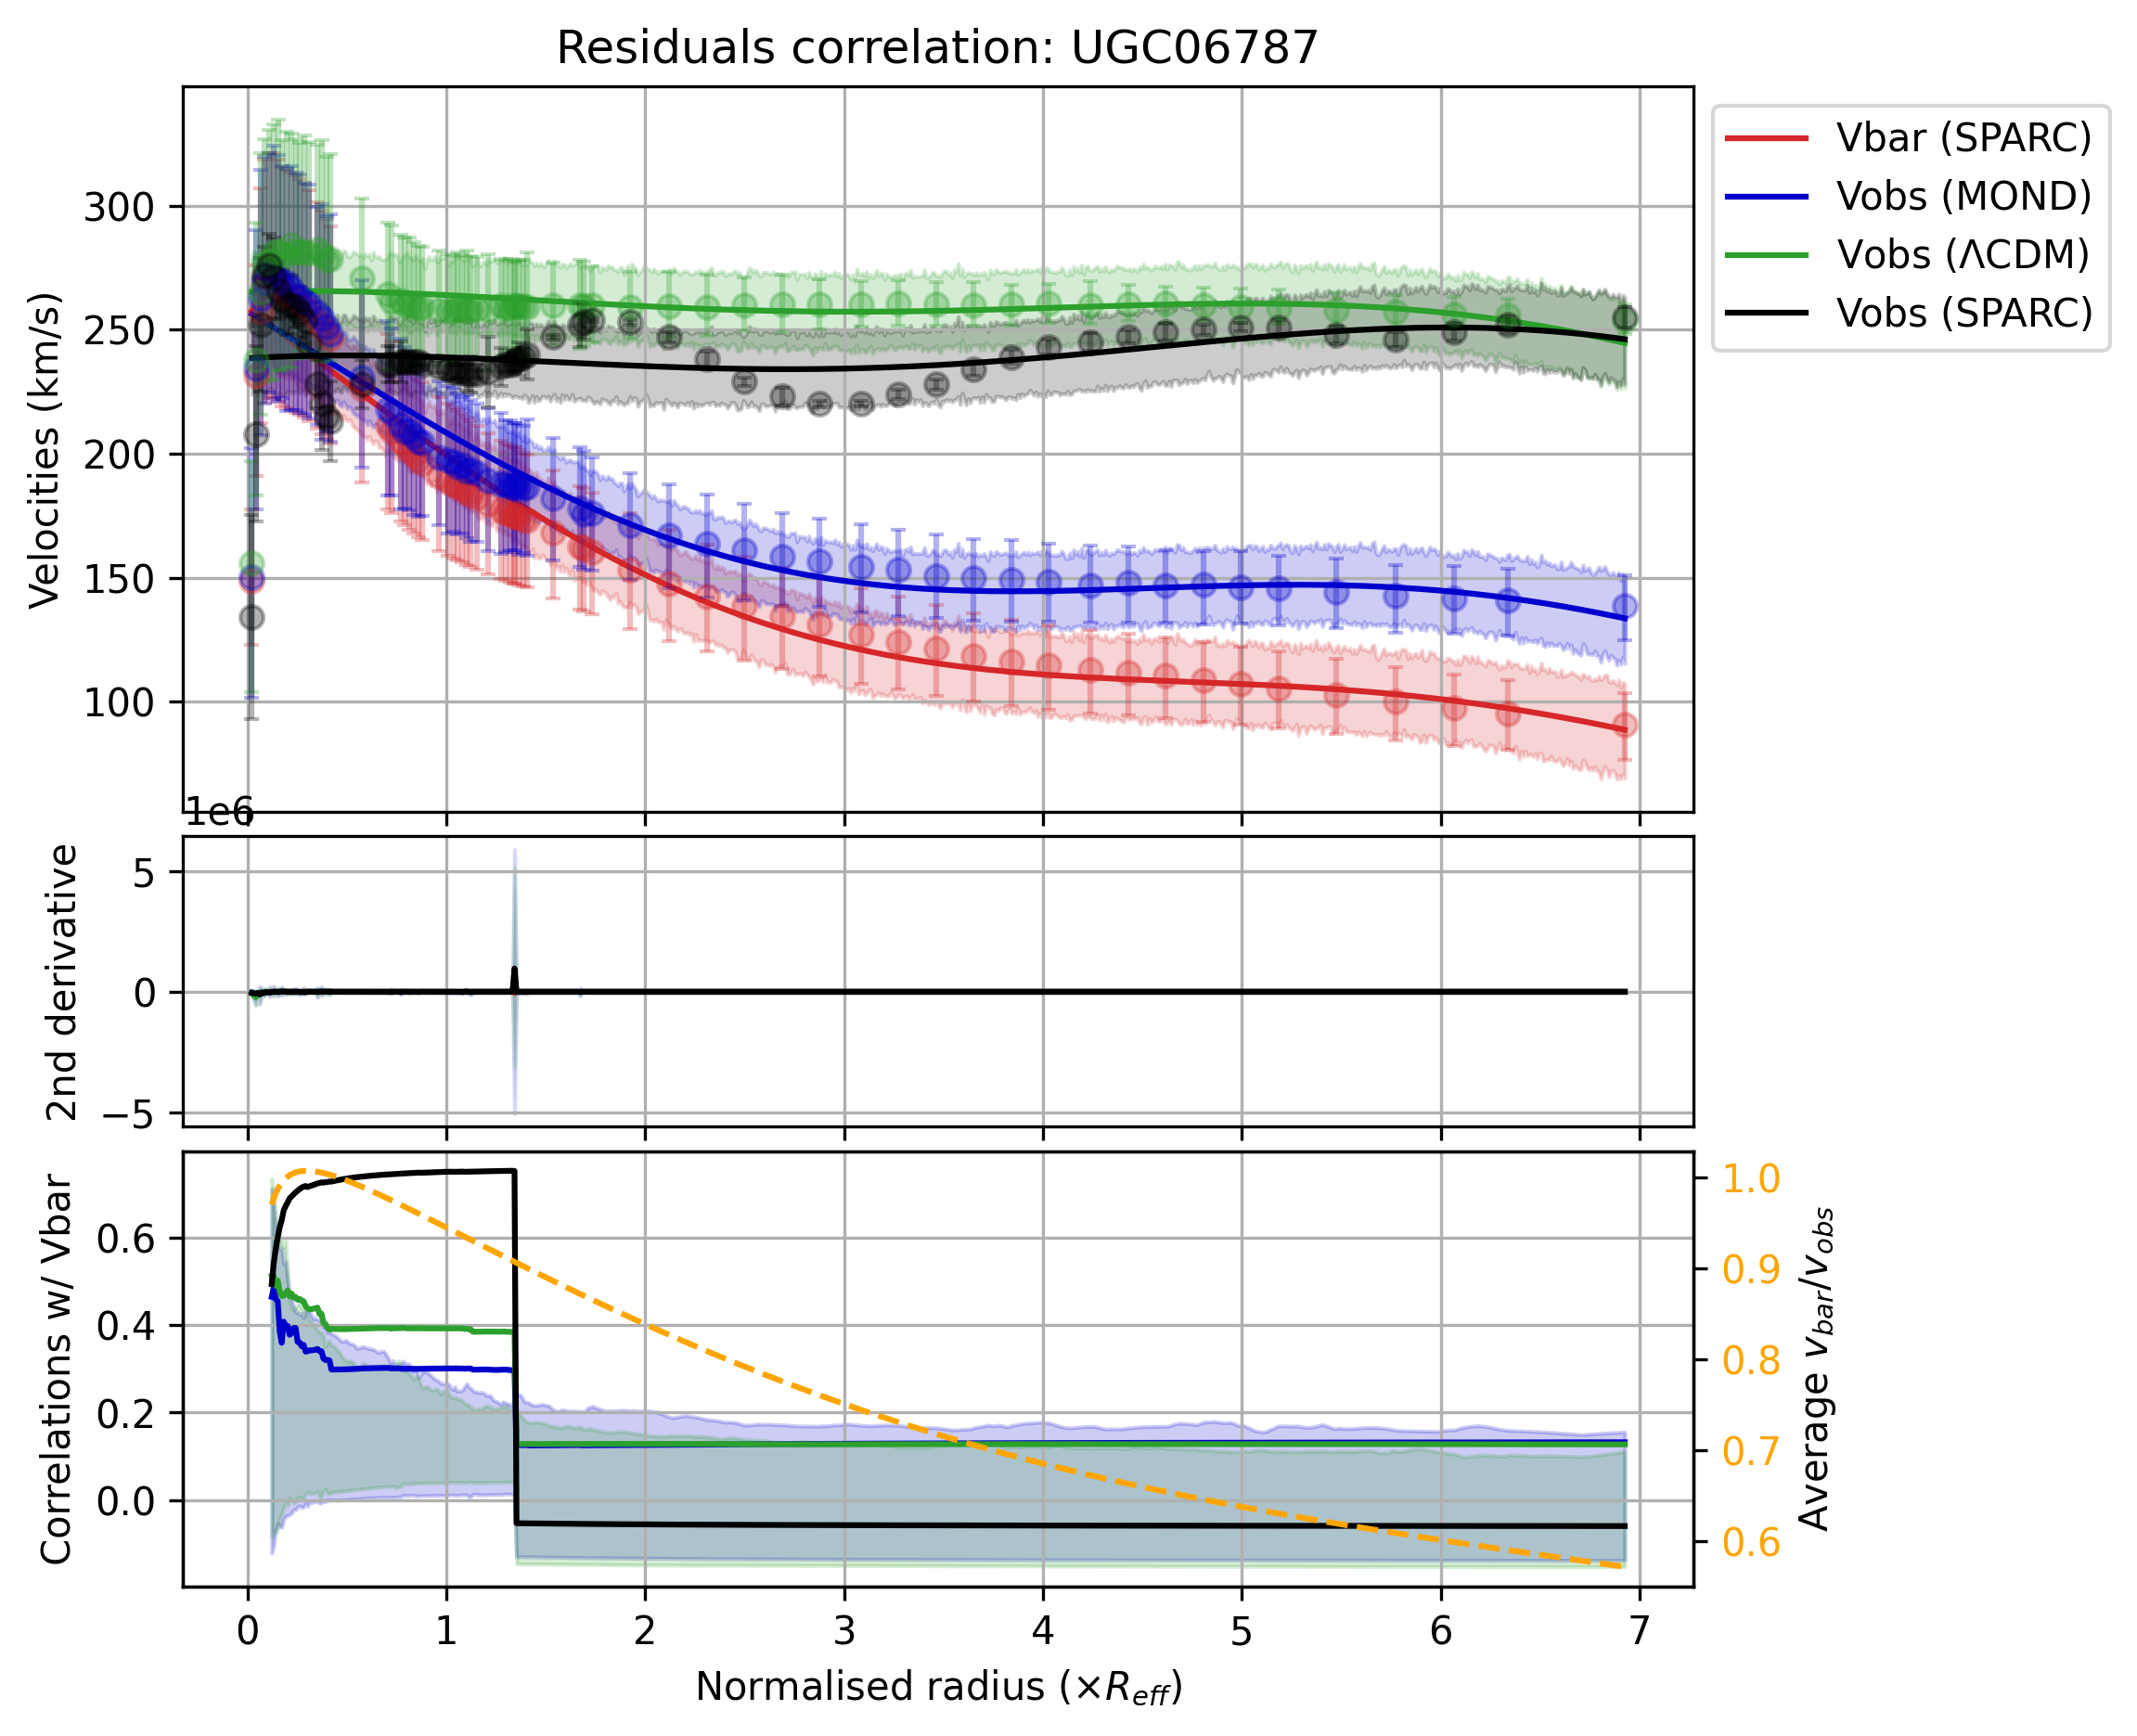 Residuals correlation: UGC06787
Velocities (km/s)
300
250
200
150
100
Vbar (SPARC)
Vobs (MOND)
Vobs (ΛCDM)
Vobs (SPARC)
1e6
2nd derivative
5
0
−5
Correlations w/ Vbar
0.6
0.4
0.2
0.0
1.0
0.9
0.8
0.7
0.6
Average v_bar/v_obs
0 1 2 3 4 5 6 7
Normalised radius (×R_eff)